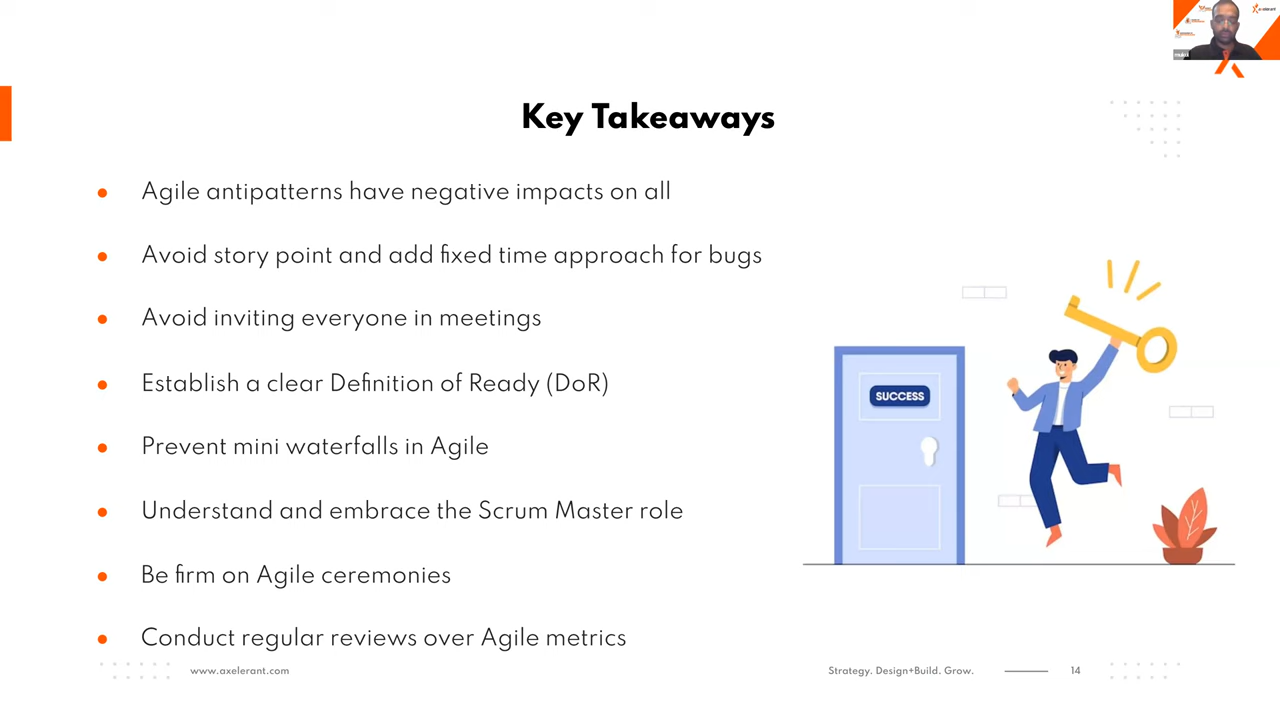 Key Takeaways
Agile antipatterns have negative impacts on all
Avoid story point and add fixed time approach for bugs
Avoid inviting everyone in meetings
Establish a clear Definition of Ready (DoR)
Prevent mini waterfalls in Agile
Understand and embrace the Scrum Master role
Be firm on Agile ceremonies
Conduct regular reviews over Agile metrics
SUCCESS
www.axelerant.com
Strategy. Design+Build. Grow.
14